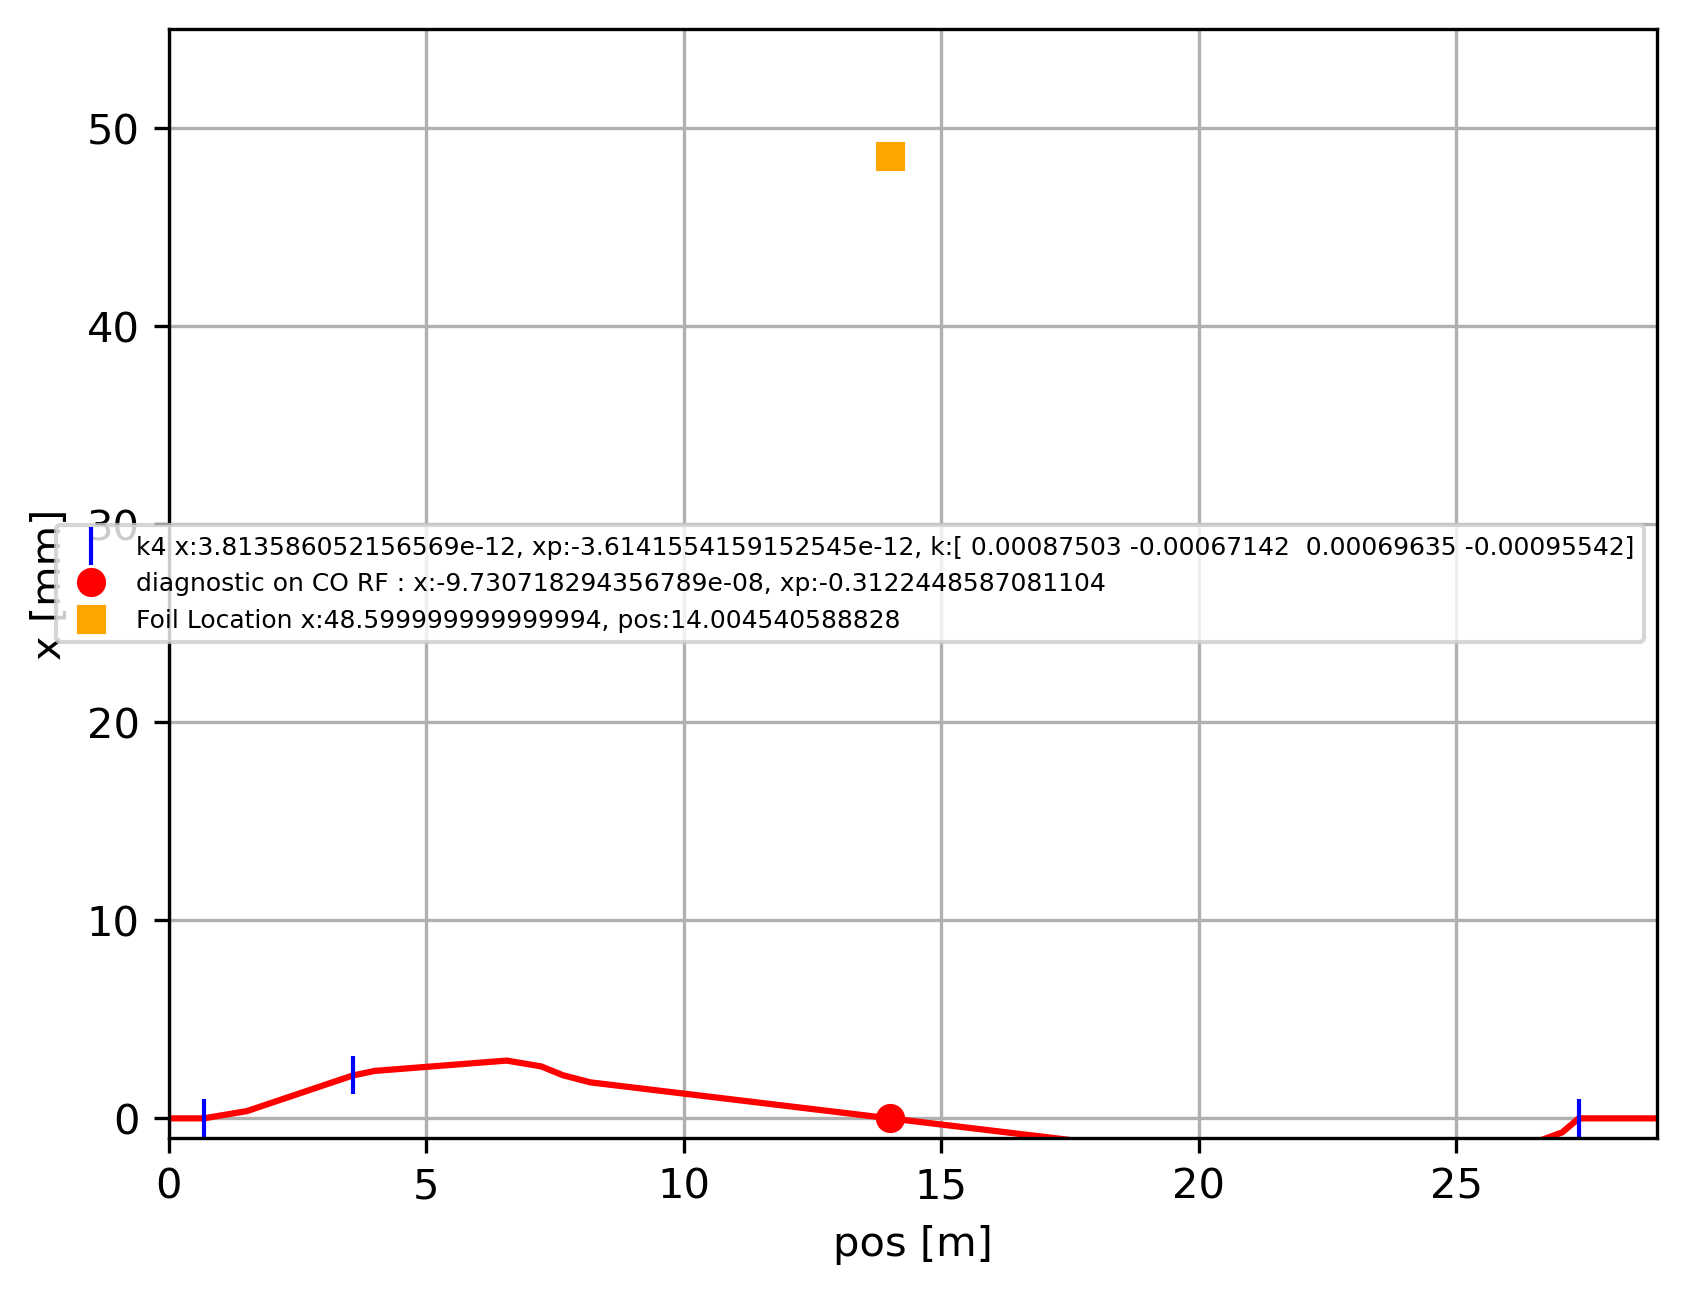 50
40
30
x [mm]
k4 x:3.813586052156569e-12, xp:-3.6141554159152545e-12, k:[ 0.00087503 -0.00067142  0.00069635 -0.00095542]
diagnostic on CO RF : x:-9.730718294356789e-08, xp:-0.3122448587081104
Foil Location x:48.599999999999994, pos:14.004540588828
20
10
0
0 5 10 15 20 25
pos [m]